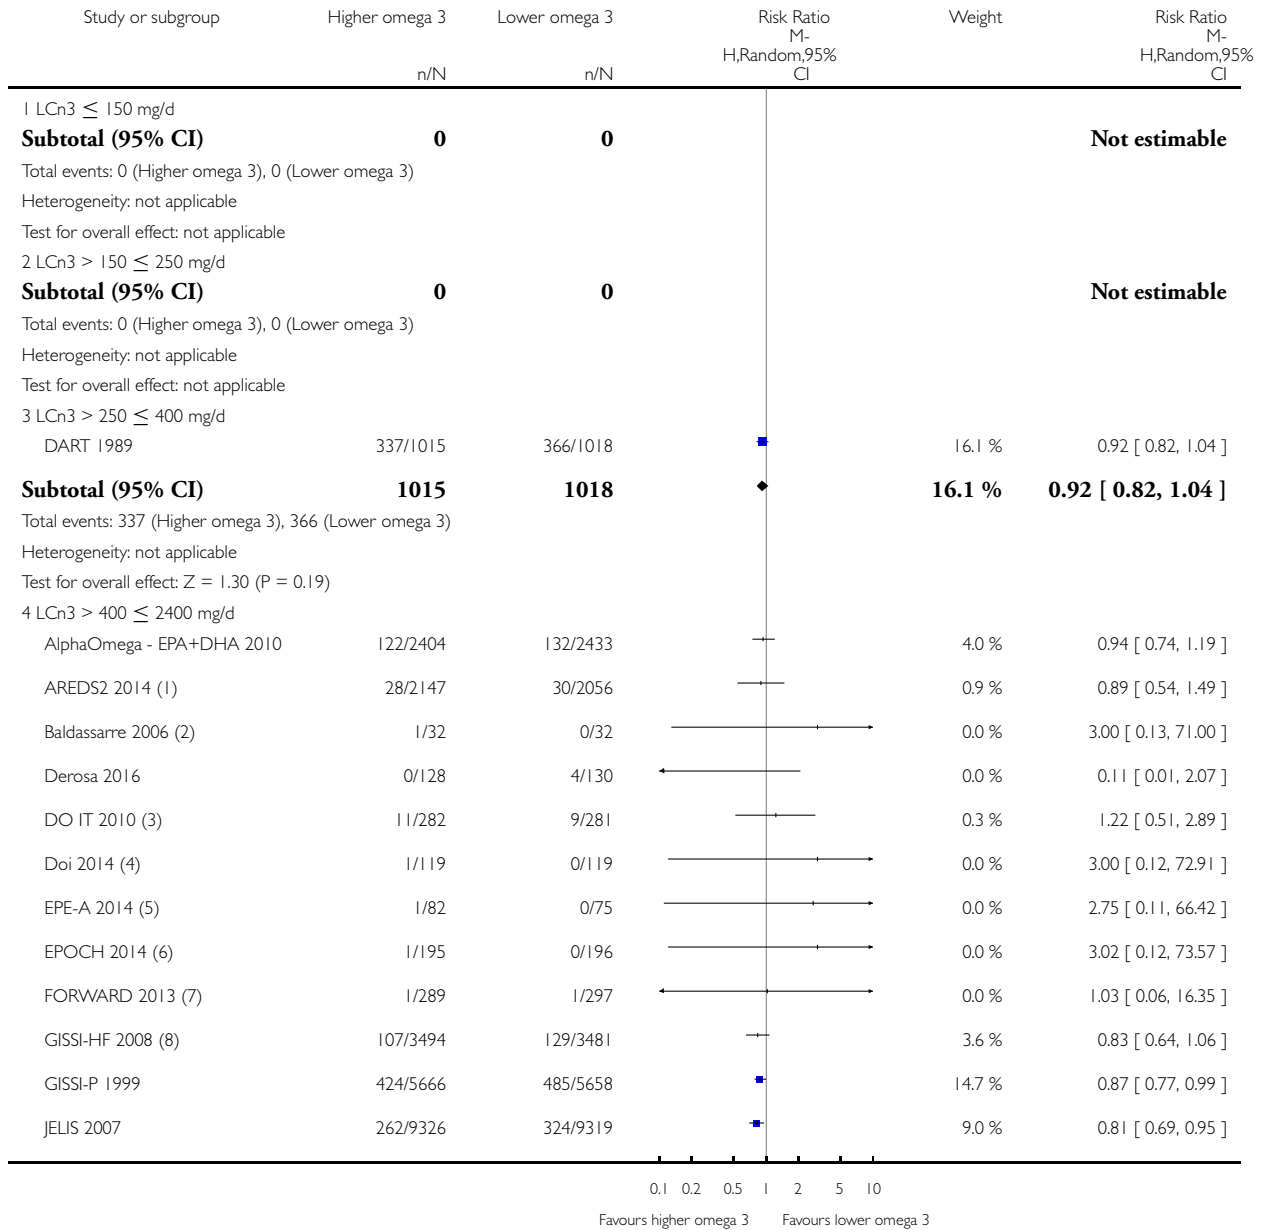 Study or subgroup Higher omega 3 Lower omega 3 Risk Ratio Weight Risk Ratio
M- M-
H,Random,95% H,Random,95%
n/N n/N CI CI
1 LCn3 ≤ 150 mg/d
Subtotal (95% CI) 0 0 Not estimable
Total events: 0 (Higher omega 3), 0 (Lower omega 3)
Heterogeneity: not applicable
Test for overall effect: not applicable
2 LCn3 > 150 ≤ 250 mg/d
Subtotal (95% CI) 0 0 Not estimable
Total events: 0 (Higher omega 3), 0 (Lower omega 3)
Heterogeneity: not applicable
Test for overall effect: not applicable
3 LCn3 > 250 ≤ 400 mg/d
DART 1989 337/1015 366/1018 16.1 % 0.92 [ 0.82, 1.04 ]
Subtotal (95% CI) 1015 1018 16.1 % 0.92 [ 0.82, 1.04 ]
Total events: 337 (Higher omega 3), 366 (Lower omega 3)
Heterogeneity: not applicable
Test for overall effect: Z = 1.30 (P = 0.19)
4 LCn3 > 400 ≤ 2400 mg/d
AlphaOmega - EPA+DHA 2010 122/2404 132/2433 4.0 % 0.94 [ 0.74, 1.19 ]
AREDS2 2014 (1) 28/2147 30/2056 0.9 % 0.89 [ 0.54, 1.49 ]
Baldassarre 2006 (2) 1/32 0/32 0.0 % 3.00 [ 0.13, 71.00 ]
Derosa 2016 0/128 4/130 0.0 % 0.11 [ 0.01, 2.07 ]
DO IT 2010 (3) 11/282 9/281 0.3 % 1.22 [ 0.51, 2.89 ]
Doi 2014 (4) 1/119 0/119 0.0 % 3.00 [ 0.12, 72.91 ]
EPE-A 2014 (5) 1/82 0/75 0.0 % 2.75 [ 0.11, 66.42 ]
EPOCH 2014 (6) 1/195 0/196 0.0 % 3.02 [ 0.12, 73.57 ]
FORWARD 2013 (7) 1/289 1/297 0.0 % 1.03 [ 0.06, 16.35 ]
GISSI-HF 2008 (8) 107/3494 129/3481 3.6 % 0.83 [ 0.64, 1.06 ]
GISSI-P 1999 424/5666 485/5658 14.7 % 0.87 [ 0.77, 0.99 ]
JELIS 2007 262/9326 324/9319 9.0 % 0.81 [ 0.69, 0.95 ]
0.1 0.2 0.5 1 2 5 10
Favours higher omega 3 Favours lower omega 3